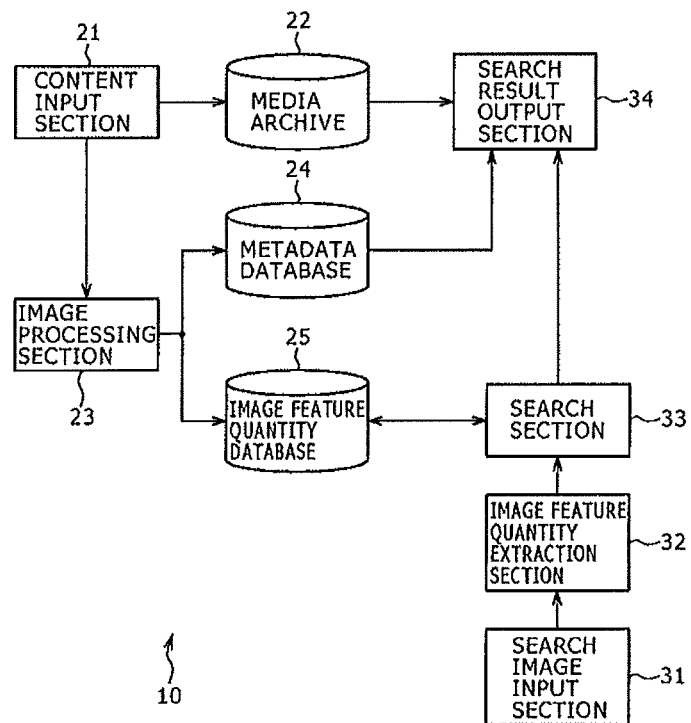 21
CONTENT
INPUT
SECTION
22
MEDIA
ARCHIVE
SEARCH
RESULT
OUTPUT
SECTION
34
24
METADATA
DATABASE
IMAGE
PROCESSING
SECTION
23
25
IMAGE FEATURE
QUANTITY
DATABASE
SEARCH
SECTION
33
IMAGE FEATURE
QUANTITY
EXTRACTION
SECTION
32
SEARCH
IMAGE
INPUT
SECTION
31
10